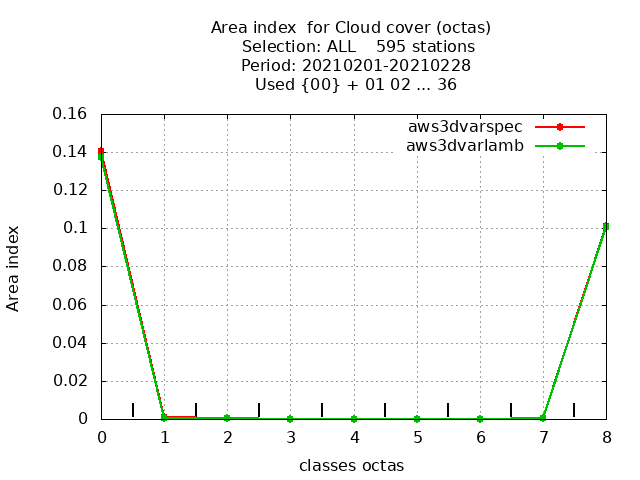 Area index  for Cloud cover (octas)
Selection: ALL    595 stations
Period: 20210201-20210228
Used {00} + 01 02 ... 36
aws3dvarspec
aws3dvarlamb
0.16
0.14
0.12
0.1
0.08
0.06
0.04
0.02
0
Area index
0 1 2 3 4 5 6 7 8
classes octas